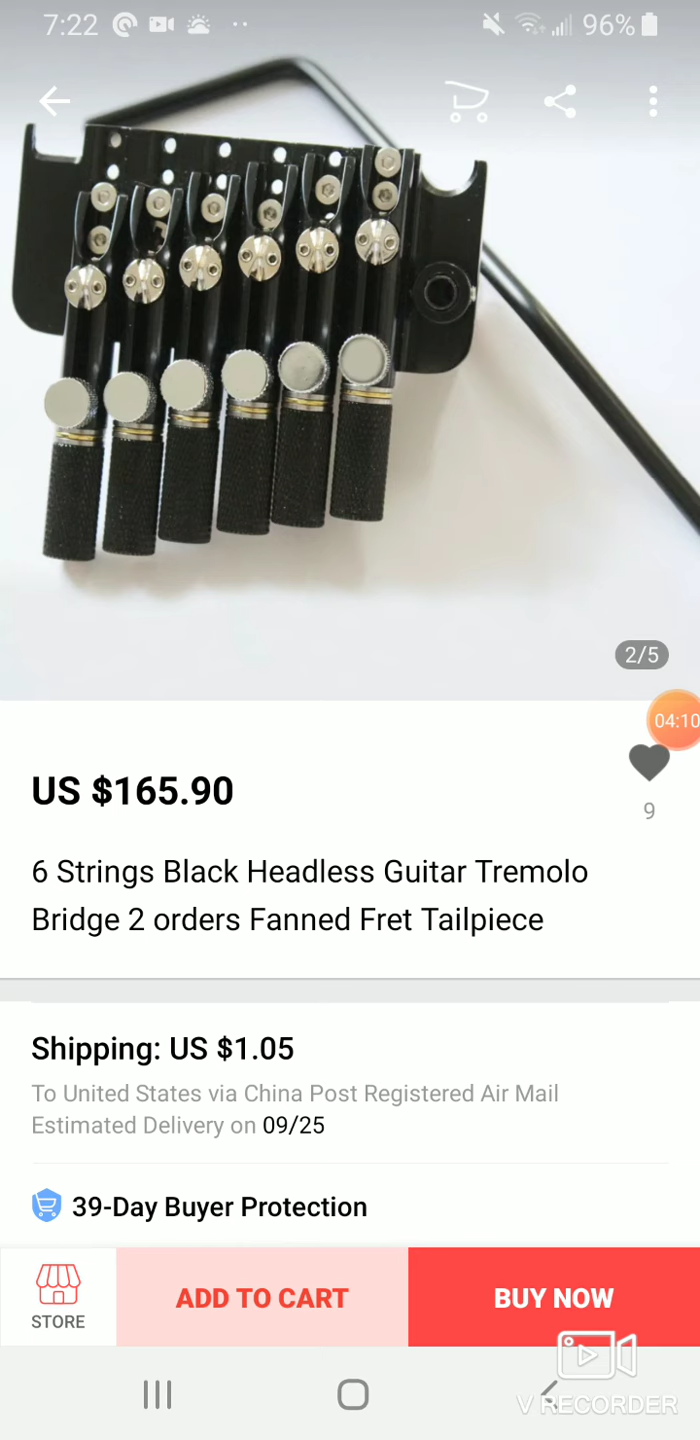 7:22
96%
2/5
04:10
US $165.90
9
6 Strings Black Headless Guitar Tremolo
Bridge 2 orders Fanned Fret Tailpiece
Shipping: US $1.05
To United States via China Post Registered Air Mail
Estimated Delivery on 09/25
39-Day Buyer Protection
STORE
ADD TO CART
BUY NOW
V RECORDER